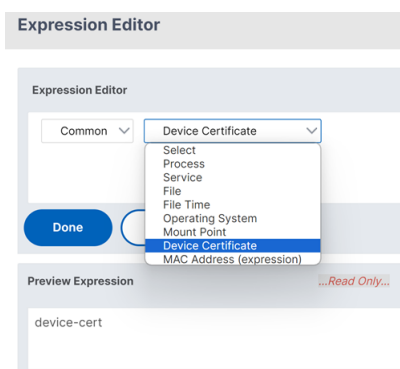 Expression Editor
Expression Editor
Common
Device Certificate
Select
Process
Service
File
File Time
Operating System
Mount Point
Device Certificate
MAC Address (expression)
Done
Preview Expression
...Read Only...
device-cert